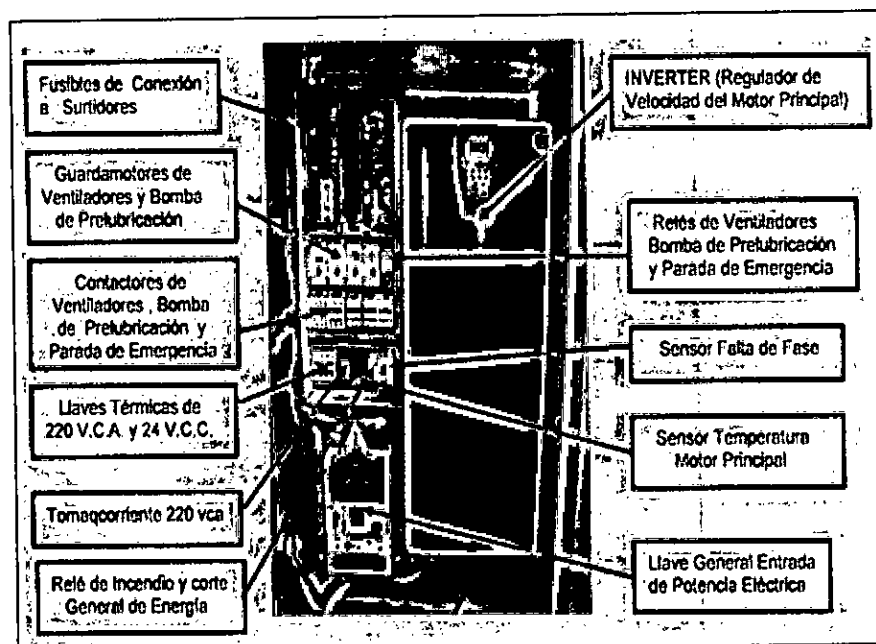 Fusibles de Conexión
a Surtidores
Guardamotores de
Ventiladores y Bomba
de Prelubricación
Contactores de
Ventiladores, Bomba
de Prelubricación y
Parada de Emergencia
Llaves Térmicas de
220 V.C.A. y 24 V.C.C.
Tomaqcorriente 220 vca
Relé de Incendio y corte
General de Energía
INVERTER (Regulador de
Velocidad del Motor Principal)
Relés de Ventiladores
Bomba de Prelubricación
y Parada de Emergencia
Sensor Falta de Fase
Sensor Temperatura
Motor Principal
Llave General Entrada
de Potencia Eléctrica